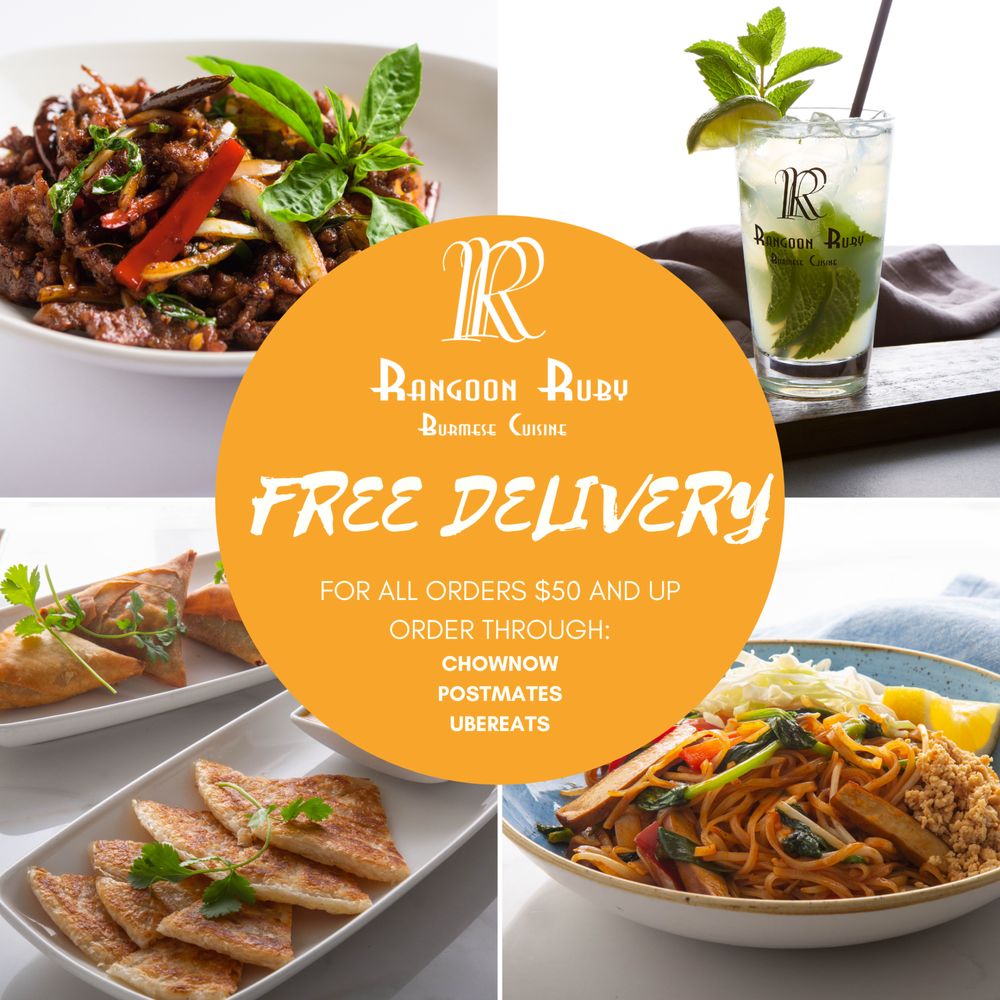 RR
RANGOON RUBY
BURMESE CUISINE
RR
RANGOON RUBY
BURMESE CUISINE
FREE DELIVERY
FOR ALL ORDERS $50 AND UP
ORDER THROUGH:
CHOWNOW
POSTMATES
UBEREATS